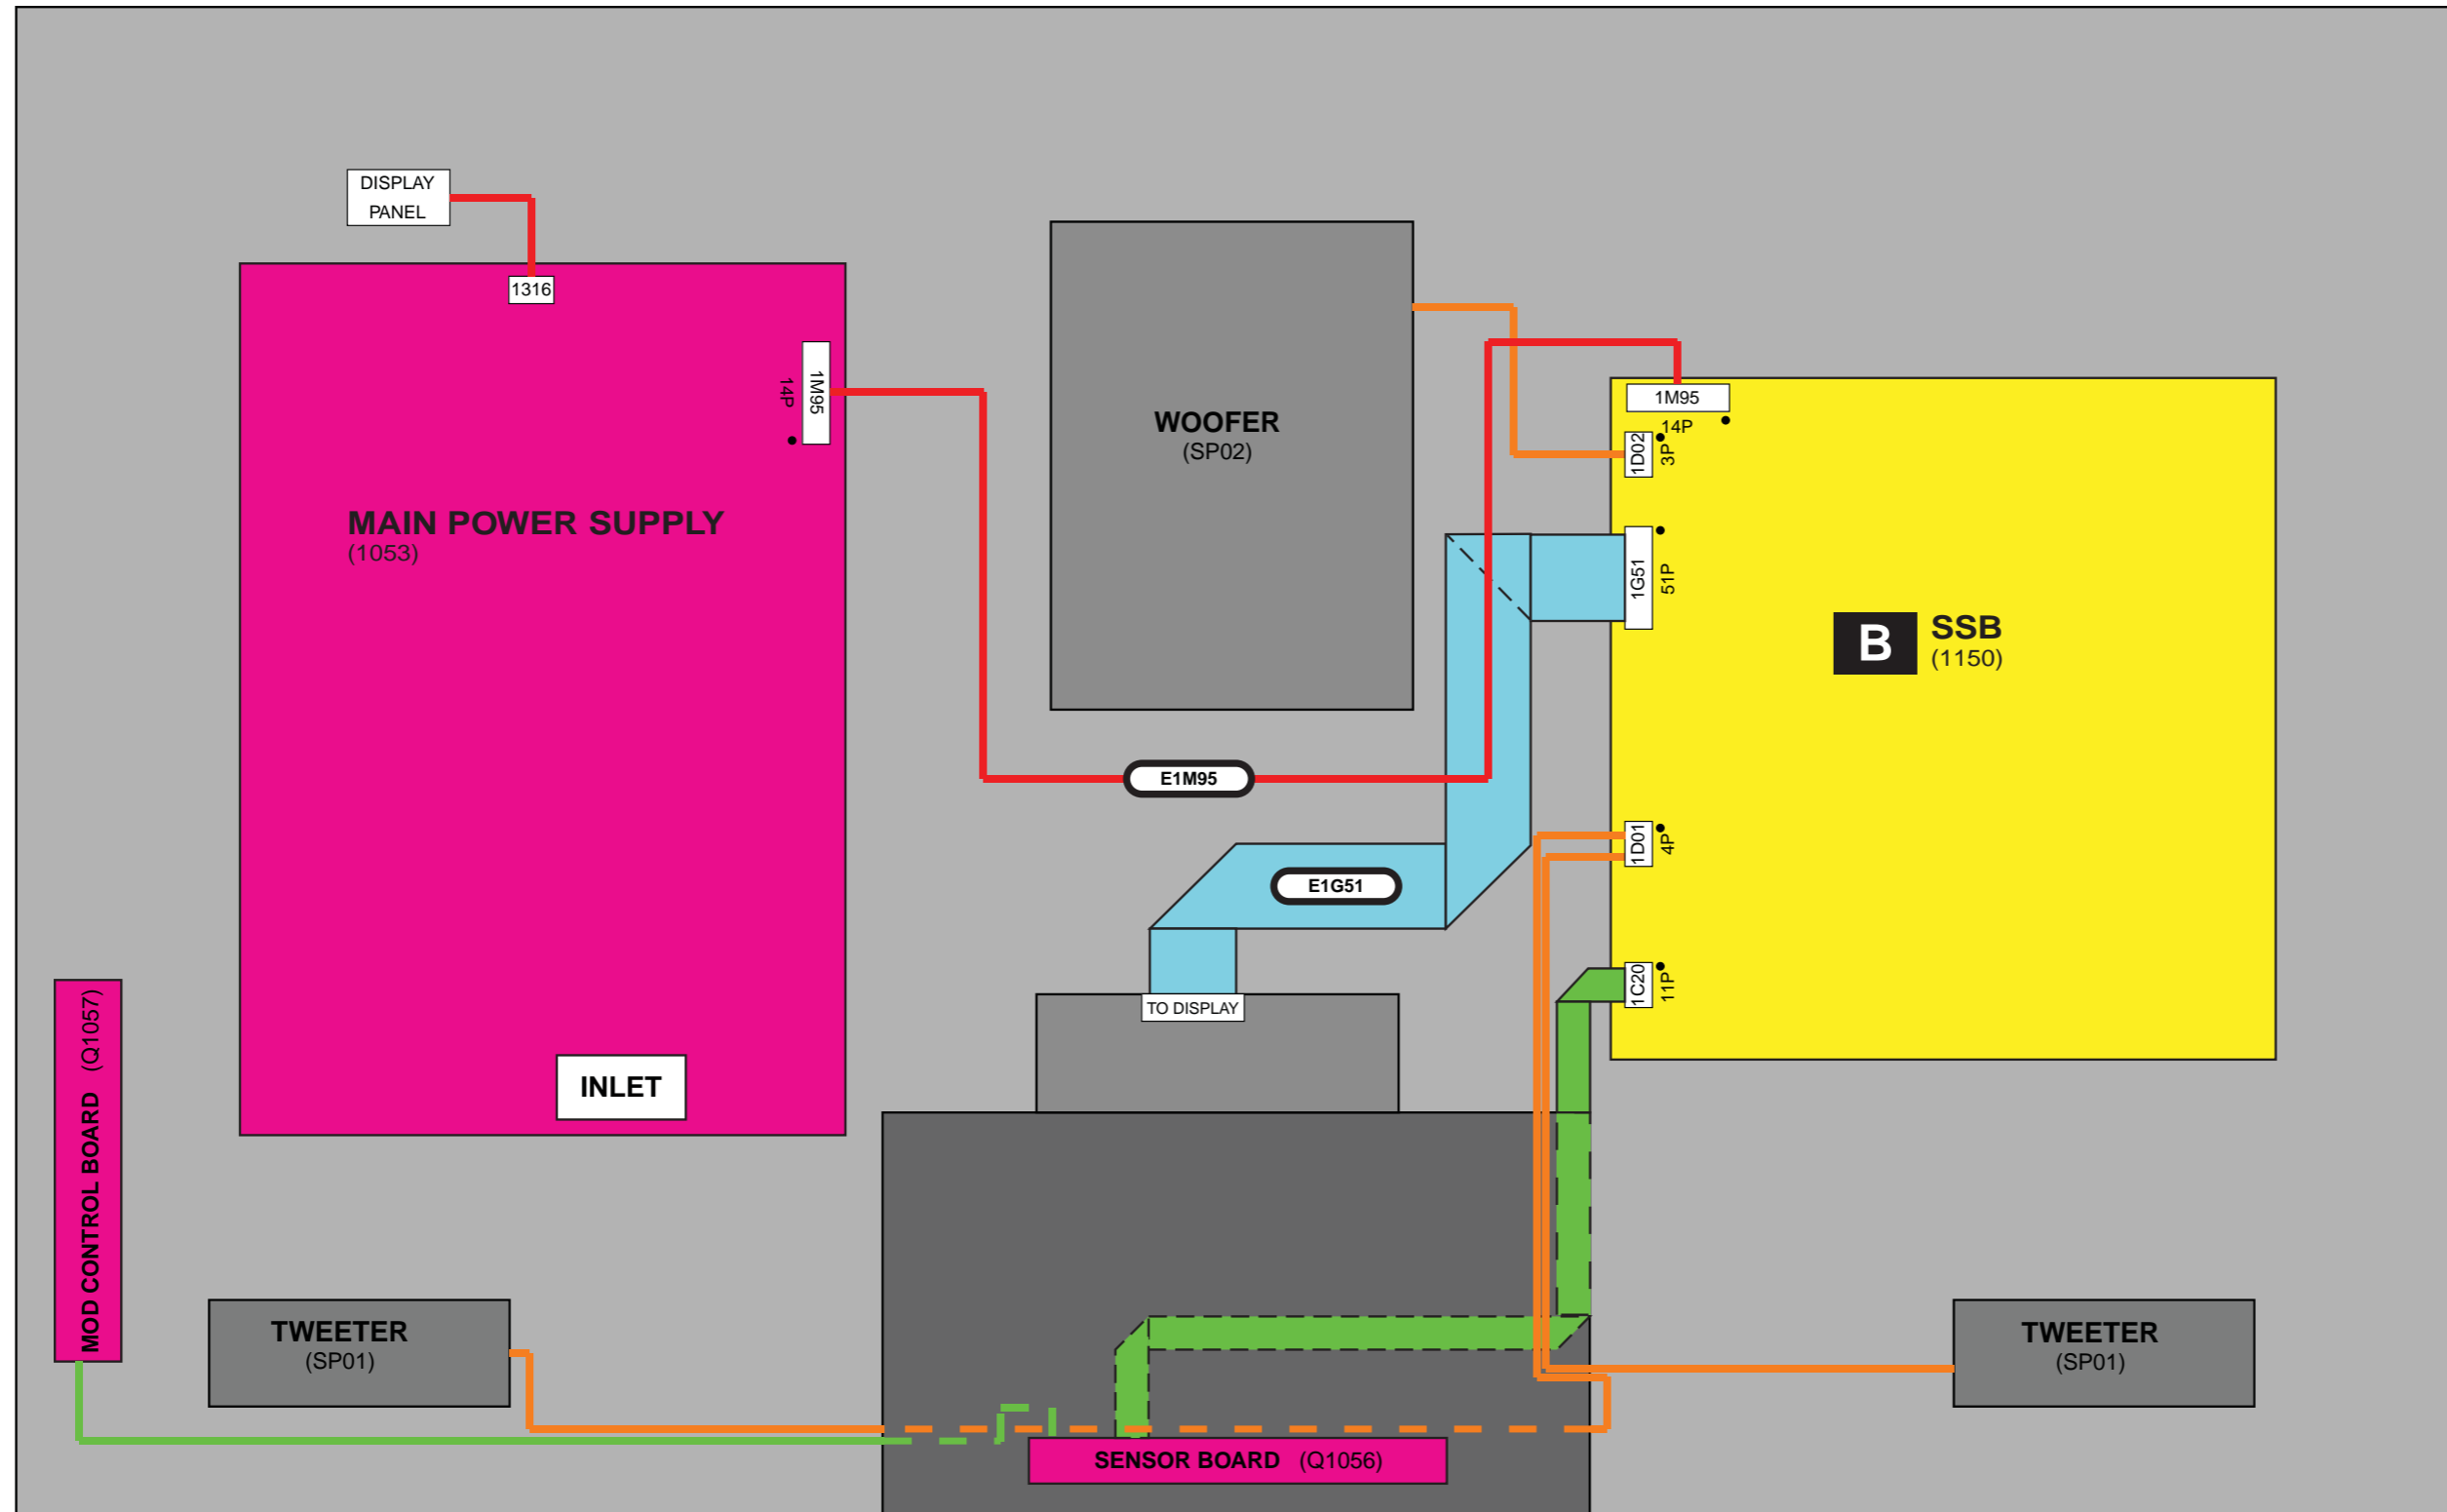 DISPLAY
PANEL
1316
1M95
14P
MAIN POWER SUPPLY
(1053)
INLET
WOOFER
(SP02)
1M95
14P
1D02
3P
1G51
51P
B
SSB
(1150)
E1M95
1D01
4P
E1G51
1C20
11P
TO DISPLAY
MOD CONTROL BOARD (Q1057)
TWEETER
(SP01)
TWEETER
(SP01)
SENSOR BOARD (Q1056)